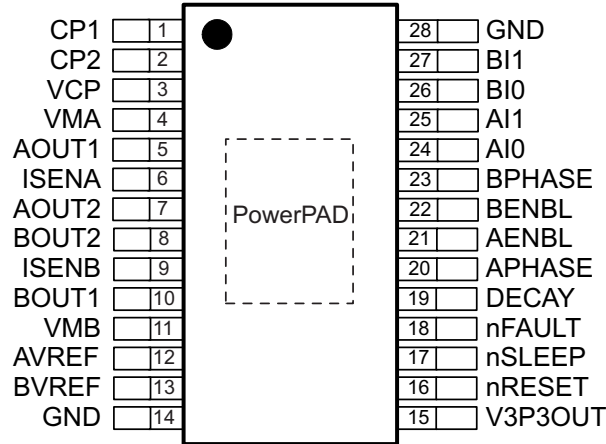 CP1 1 28 GND
CP2 2 27 BI1
VCP 3 26 BI0
VMA 4 25 AI1
AOUT1 5 24 AI0
ISENA 6 23 BPHASE
AOUT2 7 22 BENBL
PowerPAD
BOUT2 8 21 AENBL
ISENB 9 20 APHASE
BOUT1 10 19 DECAY
VMB 11 18 nFAULT
AVREF 12 17 nSLEEP
BVREF 13 16 nRESET
GND 14 15 V3P3OUT